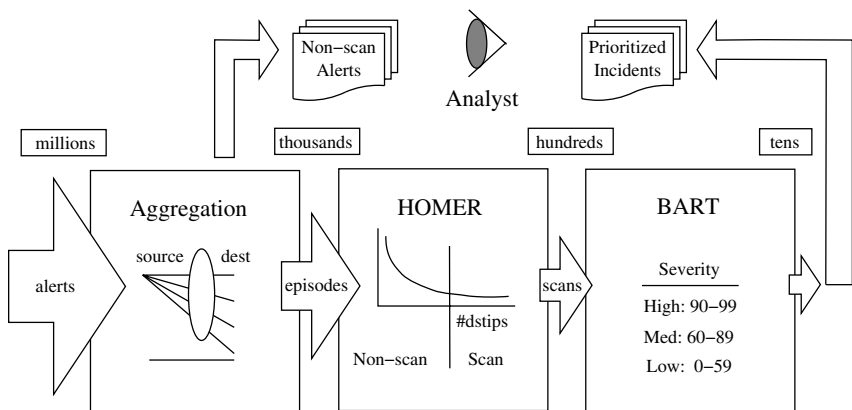 Non−scan
Alerts
Analyst
Prioritized
Incidents
millions
thousands
hundreds
tens
Aggregation
source
dest
alerts
episodes
HOMER
#dstips
Non−scan
Scan
scans
BART
Severity
High: 90−99
Med: 60−89
Low: 0−59